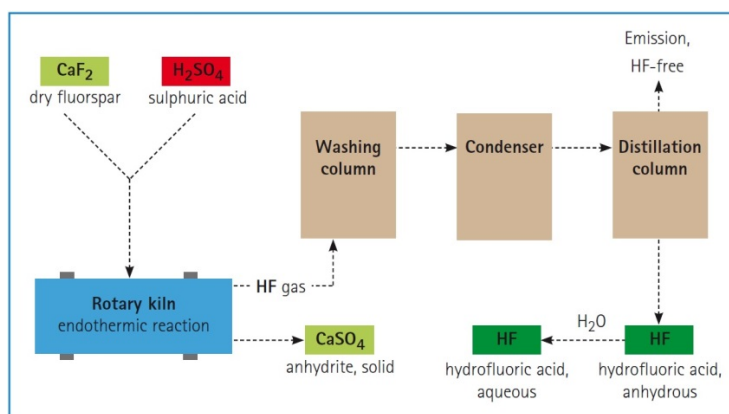 CaF₂
dry fluorspar
H₂SO₄
sulphuric acid
Emission,
HF-free
Washing
column
Condenser
Distillation
column
Rotary kiln
endothermic reaction
HF gas
CaSO₄
anhydrite, solid
HF
hydrofluoric acid,
aqueous
H₂O
HF
hydrofluoric acid,
anhydrous